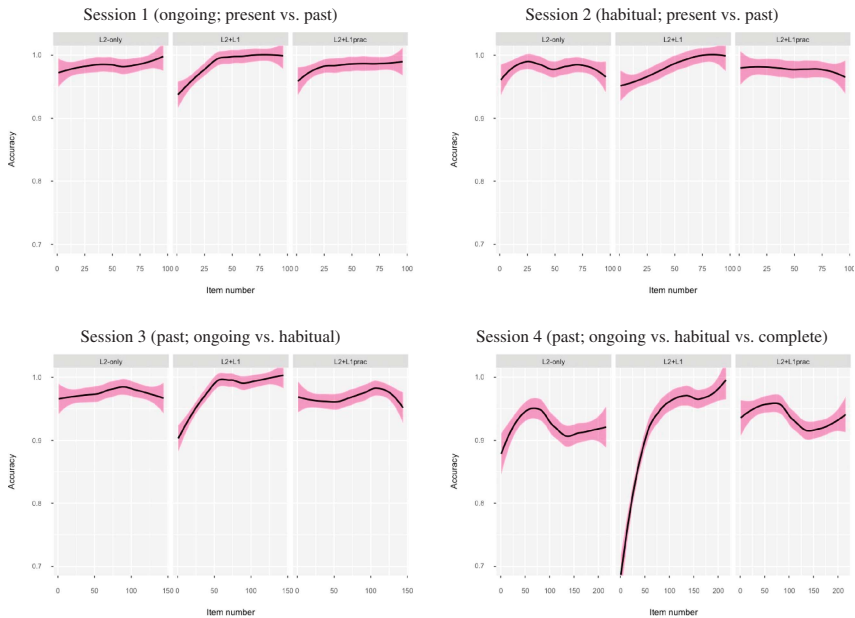 Session 1 (ongoing; present vs. past)
L2-only L2+L1 L2+L1prac
1.0
0.9
0.8
0.7
Accuracy
0 25 50 75 100 0 25 50 75 100 0 25 50 75 100
Item number
Session 2 (habitual; present vs. past)
L2-only L2+L1 L2+L1prac
1.0
0.9
0.8
0.7
Accuracy
0 25 50 75 100 0 25 50 75 100 0 25 50 75 100
Item number
Session 3 (past; ongoing vs. habitual)
L2-only L2+L1 L2+L1prac
1.0
0.9
0.8
0.7
Accuracy
0 50 100 150 0 50 100 150 0 50 100 150
Item number
Session 4 (past; ongoing vs. habitual vs. complete)
L2-only L2+L1 L2+L1prac
1.0
0.9
0.8
0.7
Accuracy
0 50 100 150 200 0 50 100 150 200 0 50 100 150 200
Item number